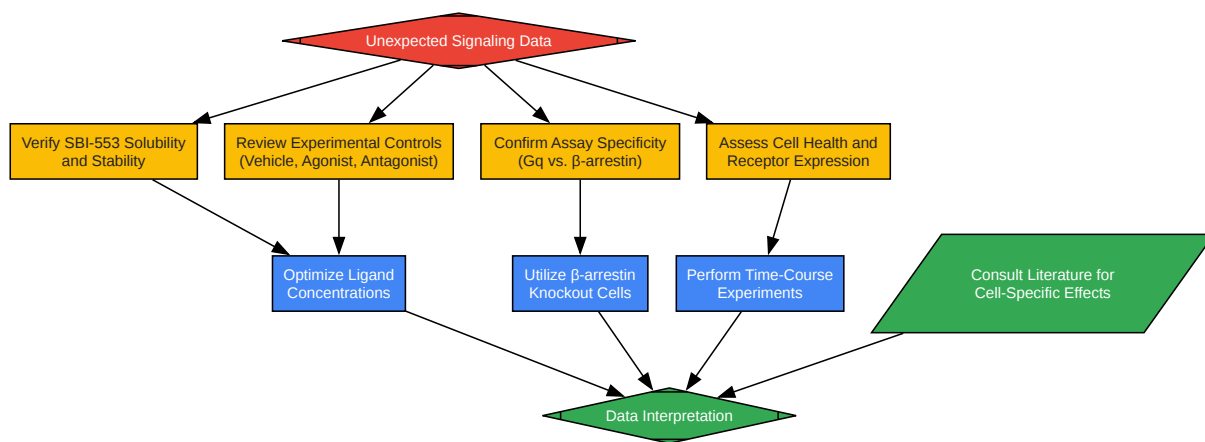 Unexpected Signaling Data
Verify SBI-553 Solubility
and Stability
Review Experimental Controls
(Vehicle, Agonist, Antagonist)
Confirm Assay Specificity
(Gq vs. β-arrestin)
Assess Cell Health and
Receptor Expression
Optimize Ligand
Concentrations
Utilize β-arrestin
Knockout Cells
Perform Time-Course
Experiments
Consult Literature for
Cell-Specific Effects
Data Interpretation